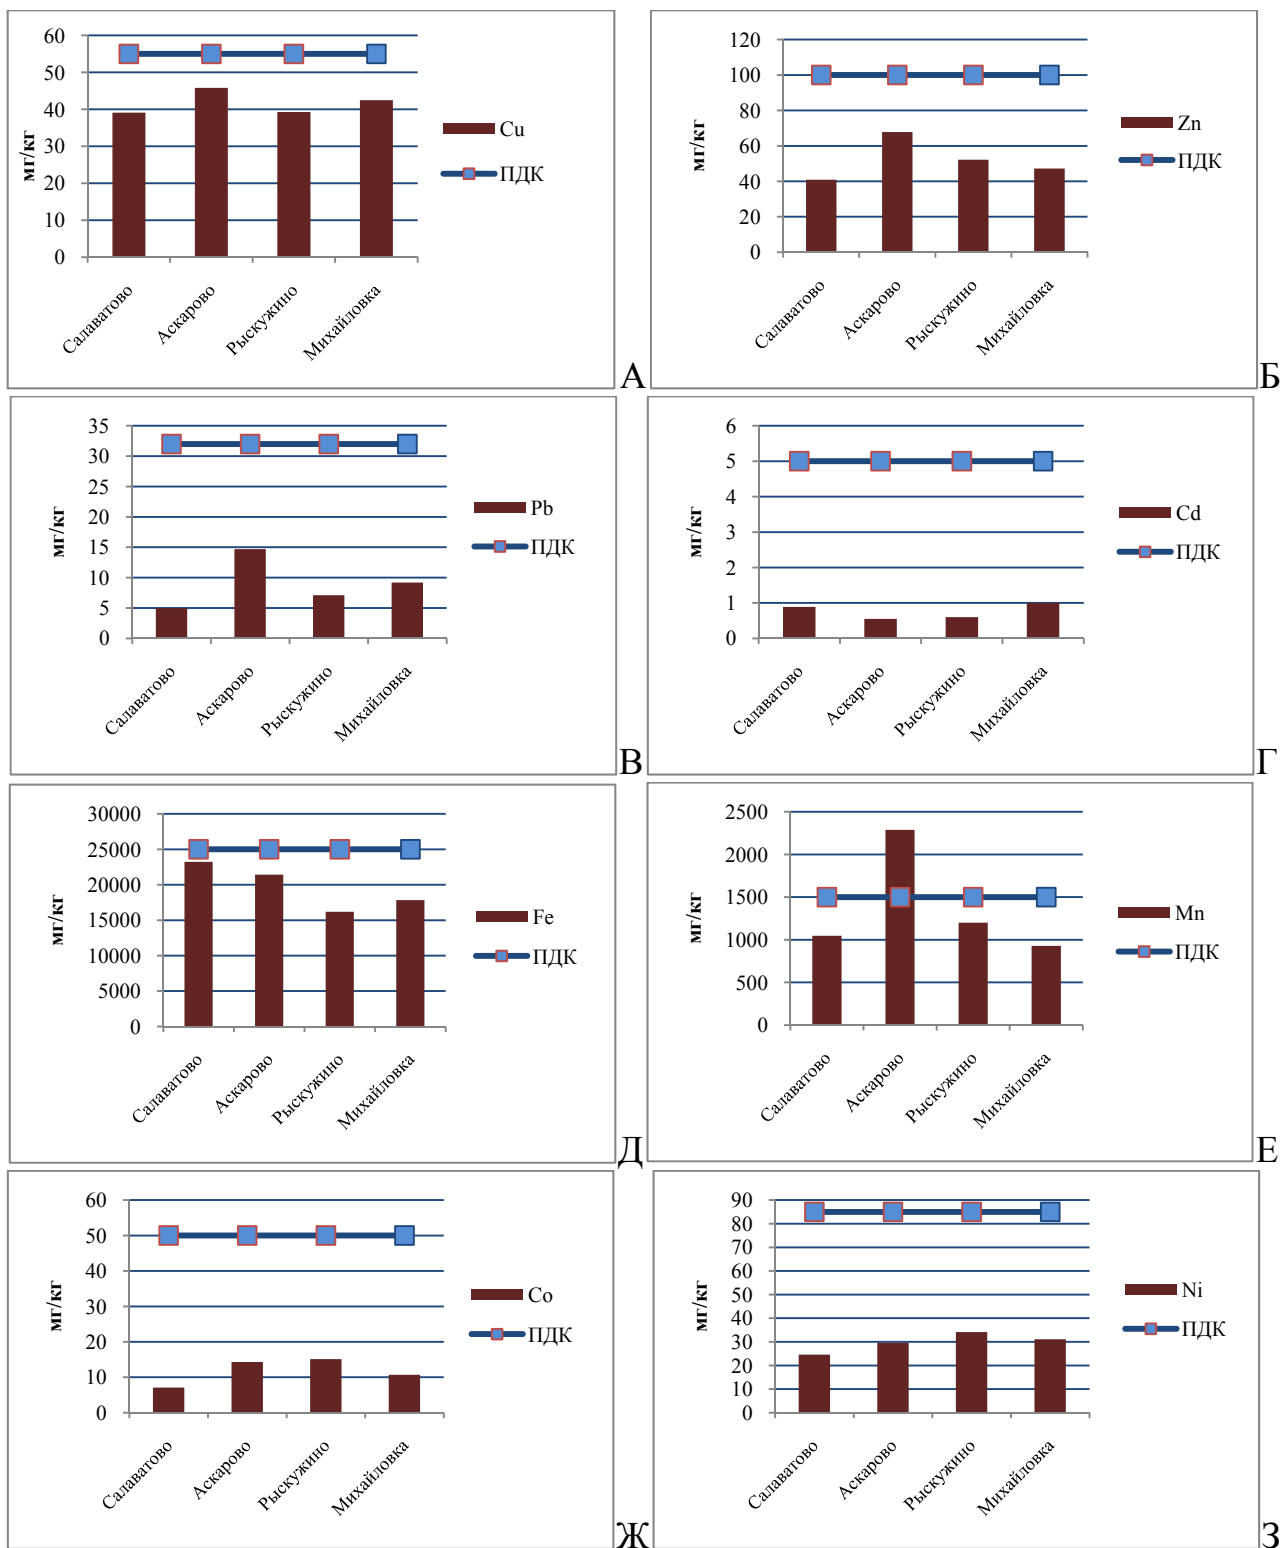 60
50
40
30
20
10
0
мг/кг
Салаватово
Аскарово
Рыскужино
Михайловка
Cu
ПДК
А
120
100
80
60
40
20
0
мг/кг
Салаватово
Аскарово
Рыскужино
Михайловка
Zn
ПДК
Б
35
30
25
20
15
10
5
0
мг/кг
Салаватово
Аскарово
Рыскужино
Михайловка
Pb
ПДК
В
6
5
4
3
2
1
0
мг/кг
Салаватово
Аскарово
Рыскужино
Михайловка
Cd
ПДК
Г
30000
25000
20000
15000
10000
5000
0
мг/кг
Салаватово
Аскарово
Рыскужино
Михайловка
Fe
ПДК
Д
2500
2000
1500
1000
500
0
мг/кг
Салаватово
Аскарово
Рыскужино
Михайловка
Mn
ПДК
Е
60
50
40
30
20
10
0
мг/кг
Салаватово
Аскарово
Рыскужино
Михайловка
Co
ПДК
Ж
90
80
70
60
50
40
30
20
10
0
мг/кг
Салаватово
Аскарово
Рыскужино
Михайловка
Ni
ПДК
З